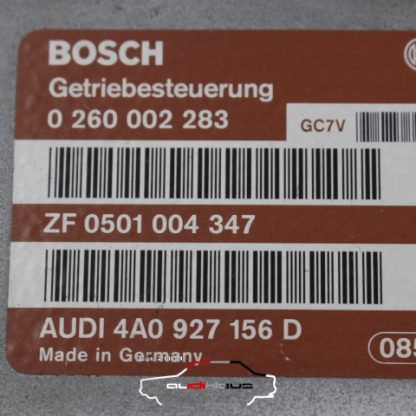 BOSCH
Getriebesteuerung
0 260 002 283
GC7V
ZF 0501 004 347
AUDI 4A0 927 156 D
Made in Germany
085
audiklaus